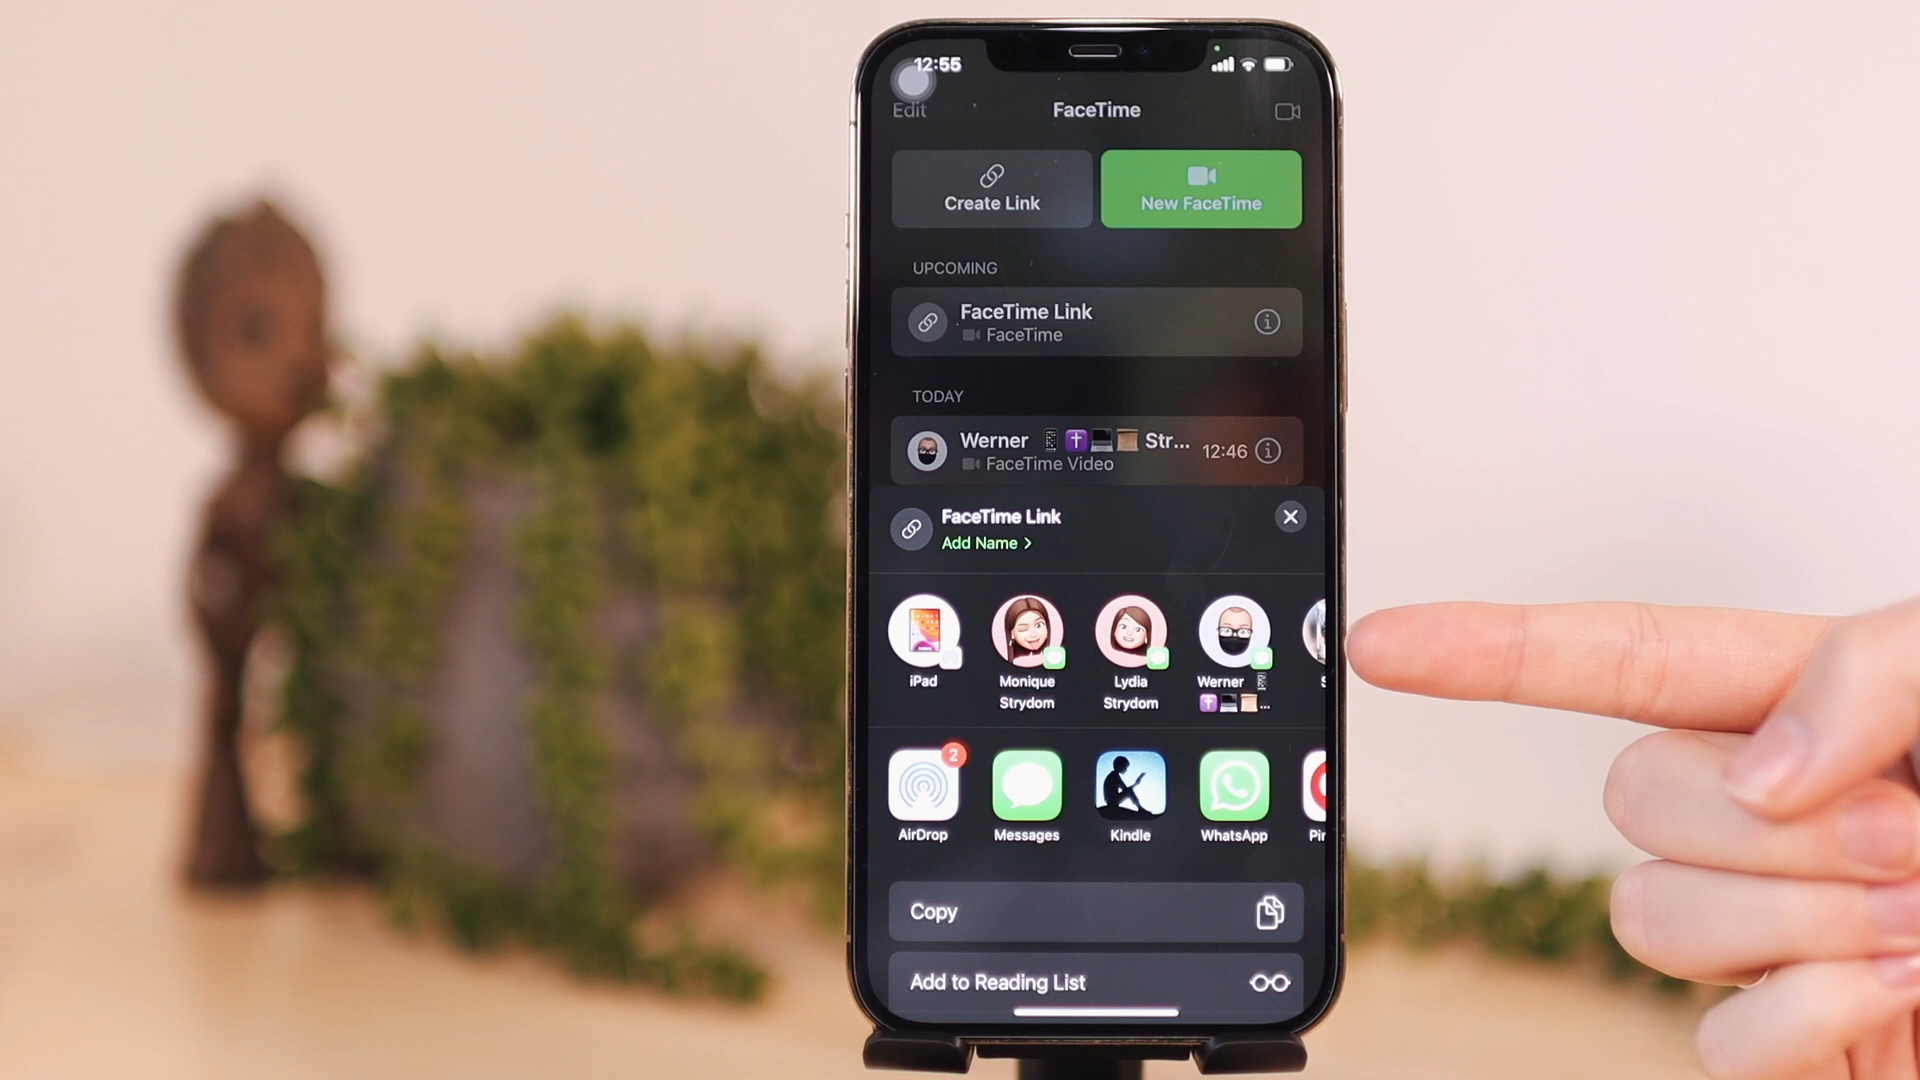 12:55
Edit
FaceTime
Create Link
New FaceTime
UPCOMING
FaceTime Link
FaceTime
TODAY
Werner 📱✝️💻📜 Str...
12:46
FaceTime Video
FaceTime Link
Add Name >
iPad
Monique
Strydom
Lydia
Strydom
Werner 📱
✝️💻📜...
S
2
AirDrop
Messages
Kindle
WhatsApp
Pin
Copy
Add to Reading List